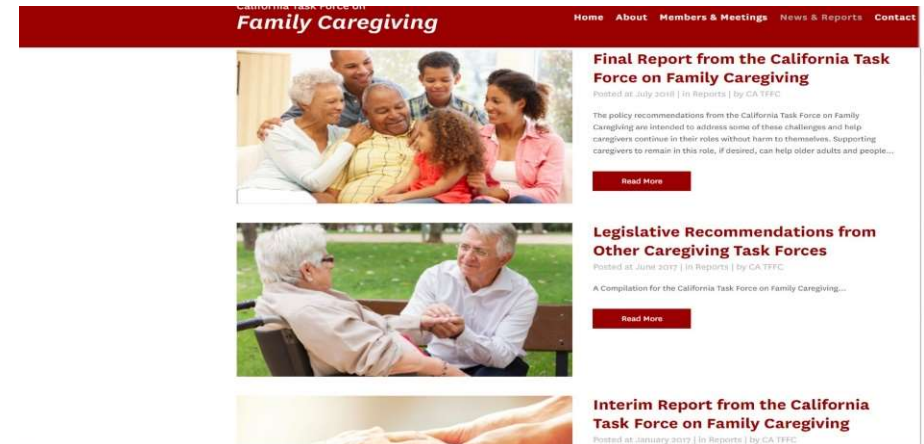 California Task Force on
Family Caregiving
Home About Members & Meetings News & Reports Contact
Final Report from the California Task
Force on Family Caregiving
Posted at July 2018 | in Reports | by CA TFFC
The policy recommendations from the California Task Force on Family
Caregiving are intended to address some of these challenges and help
caregivers continue in their roles without harm to themselves. Supporting
caregivers to remain in this role, if desired, can help older adults and people...
Read More
Legislative Recommendations from
Other Caregiving Task Forces
Posted at June 2017 | in Reports | by CA TFFC
A Compilation for the California Task Force on Family Caregiving...
Read More
Interim Report from the California
Task Force on Family Caregiving
Posted at January 2017 | in Reports | by CA TFFC